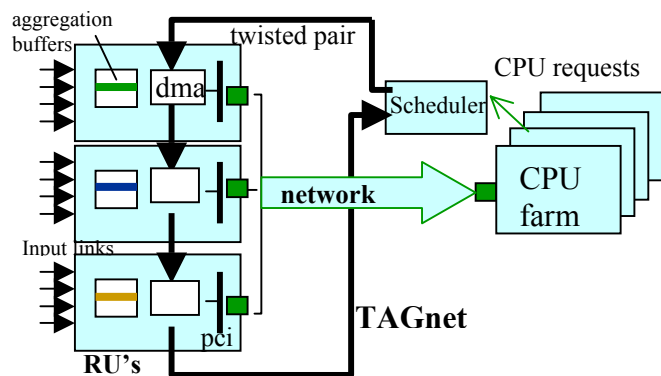 aggregation
buffers
twisted pair
CPU requests
dma
Scheduler
network
CPU
farm
Input links
TAGnet
pci
RU's